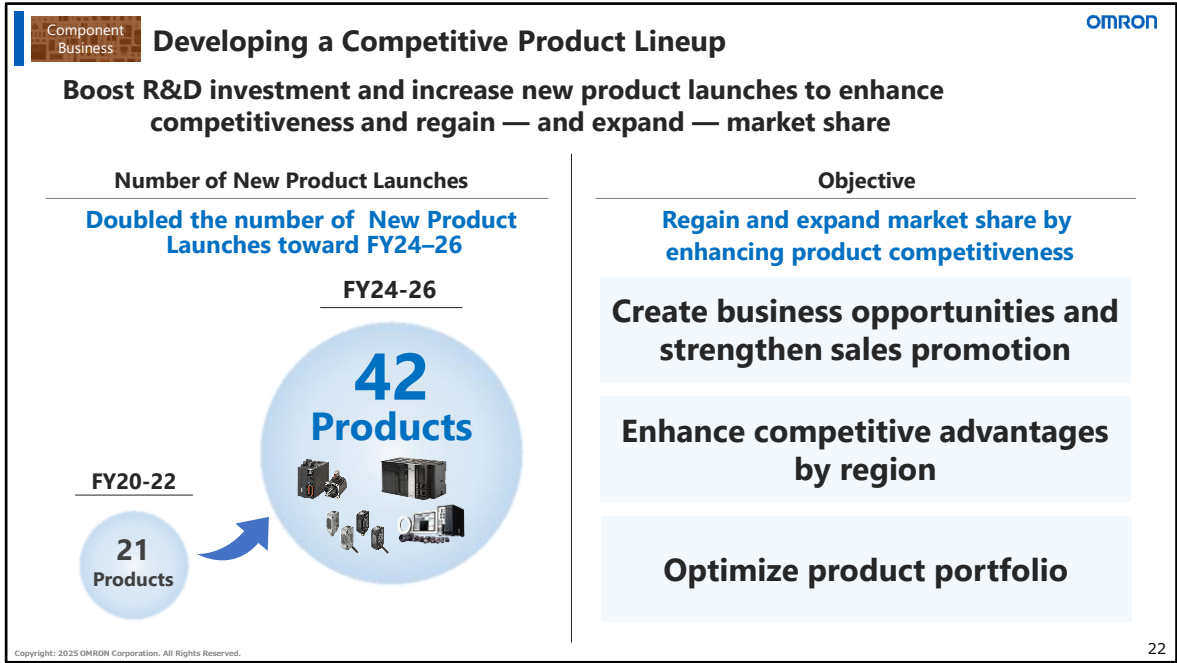 Component
Business
Developing a Competitive Product Lineup
OMRON
Boost R&D investment and increase new product launches to enhance
competitiveness and regain — and expand — market share
Number of New Product Launches
Doubled the number of New Product
Launches toward FY24–26
FY24-26
42
Products
FY20-22
21
Products
Objective
Regain and expand market share by
enhancing product competitiveness
Create business opportunities and
strengthen sales promotion
Enhance competitive advantages
by region
Optimize product portfolio
Copyright: 2025 OMRON Corporation. All Rights Reserved.
22